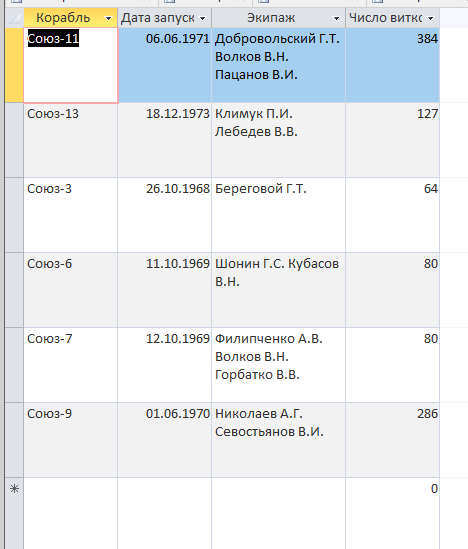 Корабль Дата запуск Экипаж Число витко
Союз-11 06.06.1971 Добровольский Г.Т. 384
Волков В.Н.
Пацанов В.И.
Союз-13 18.12.1973 Климук П.И. 127
Лебедев В.В.
Союз-3 26.10.1968 Береговой Г.Т. 64
Союз-6 11.10.1969 Шонин Г.С. Кубасов 80
В.Н.
Союз-7 12.10.1969 Филипченко А.В. 80
Волков В.Н.
Горбатко В.В.
Союз-9 01.06.1970 Николаев А.Г. 286
Севостьянов В.И.
0